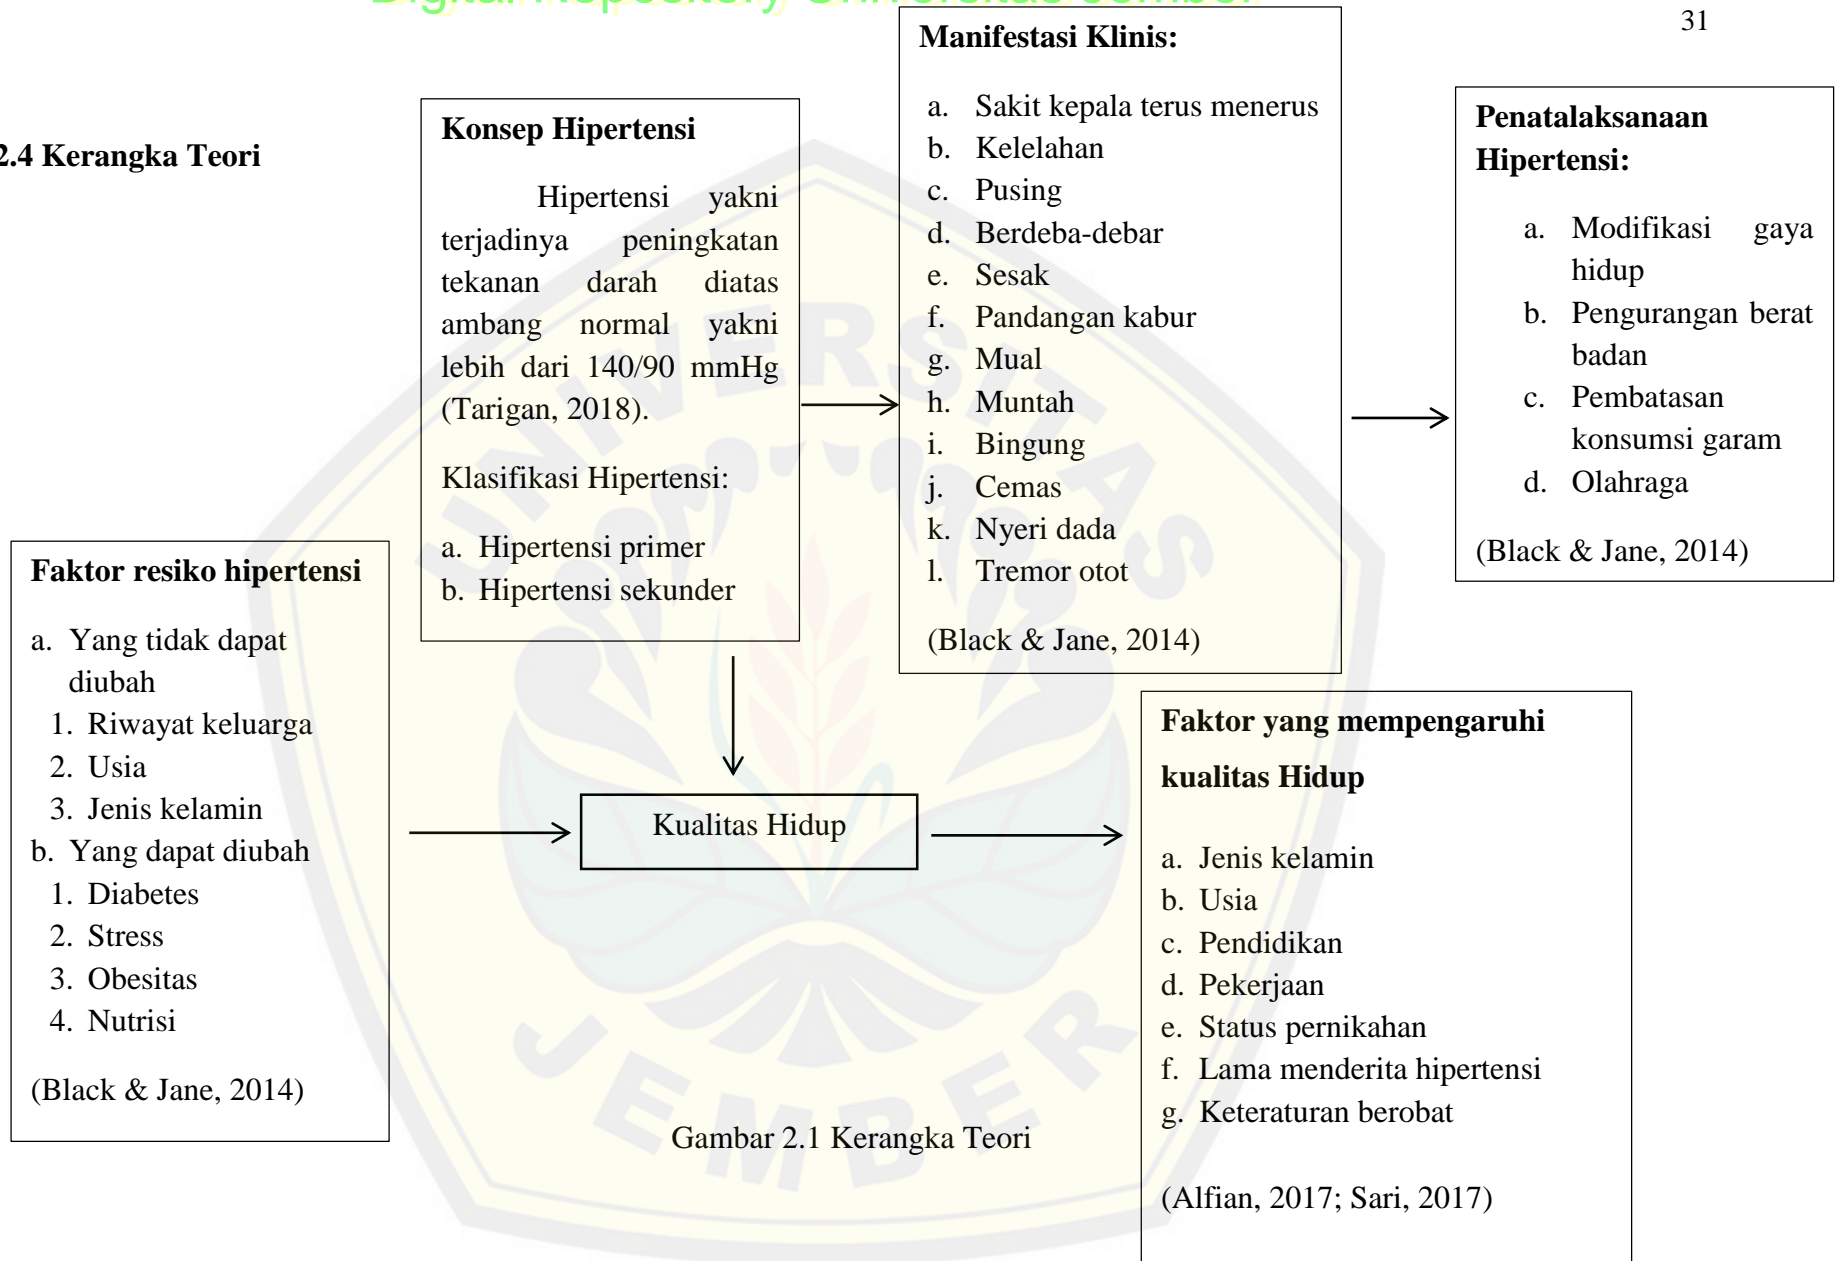 Digital Repository Universitas Jember
31
2.4 Kerangka Teori
Konsep Hipertensi
Hipertensi yakni
terjadinya peningkatan
tekanan darah diatas
ambang normal yakni
lebih dari 140/90 mmHg
(Tarigan, 2018).
Klasifikasi Hipertensi:
a. Hipertensi primer
b. Hipertensi sekunder
Manifestasi Klinis:
a. Sakit kepala terus menerus
b. Kelelahan
c. Pusing
d. Berdeba-debar
e. Sesak
f. Pandangan kabur
g. Mual
h. Muntah
i. Bingung
j. Cemas
k. Nyeri dada
l. Tremor otot
(Black & Jane, 2014)
Penatalaksanaan
Hipertensi:
a. Modifikasi gaya
hidup
b. Pengurangan berat
badan
c. Pembatasan
konsumsi garam
d. Olahraga
(Black & Jane, 2014)
Faktor resiko hipertensi
a. Yang tidak dapat
diubah
1. Riwayat keluarga
2. Usia
3. Jenis kelamin
b. Yang dapat diubah
1. Diabetes
2. Stress
3. Obesitas
4. Nutrisi
(Black & Jane, 2014)
Kualitas Hidup
Faktor yang mempengaruhi
kualitas Hidup
a. Jenis kelamin
b. Usia
c. Pendidikan
d. Pekerjaan
e. Status pernikahan
f. Lama menderita hipertensi
g. Keteraturan berobat
(Alfian, 2017; Sari, 2017)
Gambar 2.1 Kerangka Teori
UNIVERSITAS
JEMBER